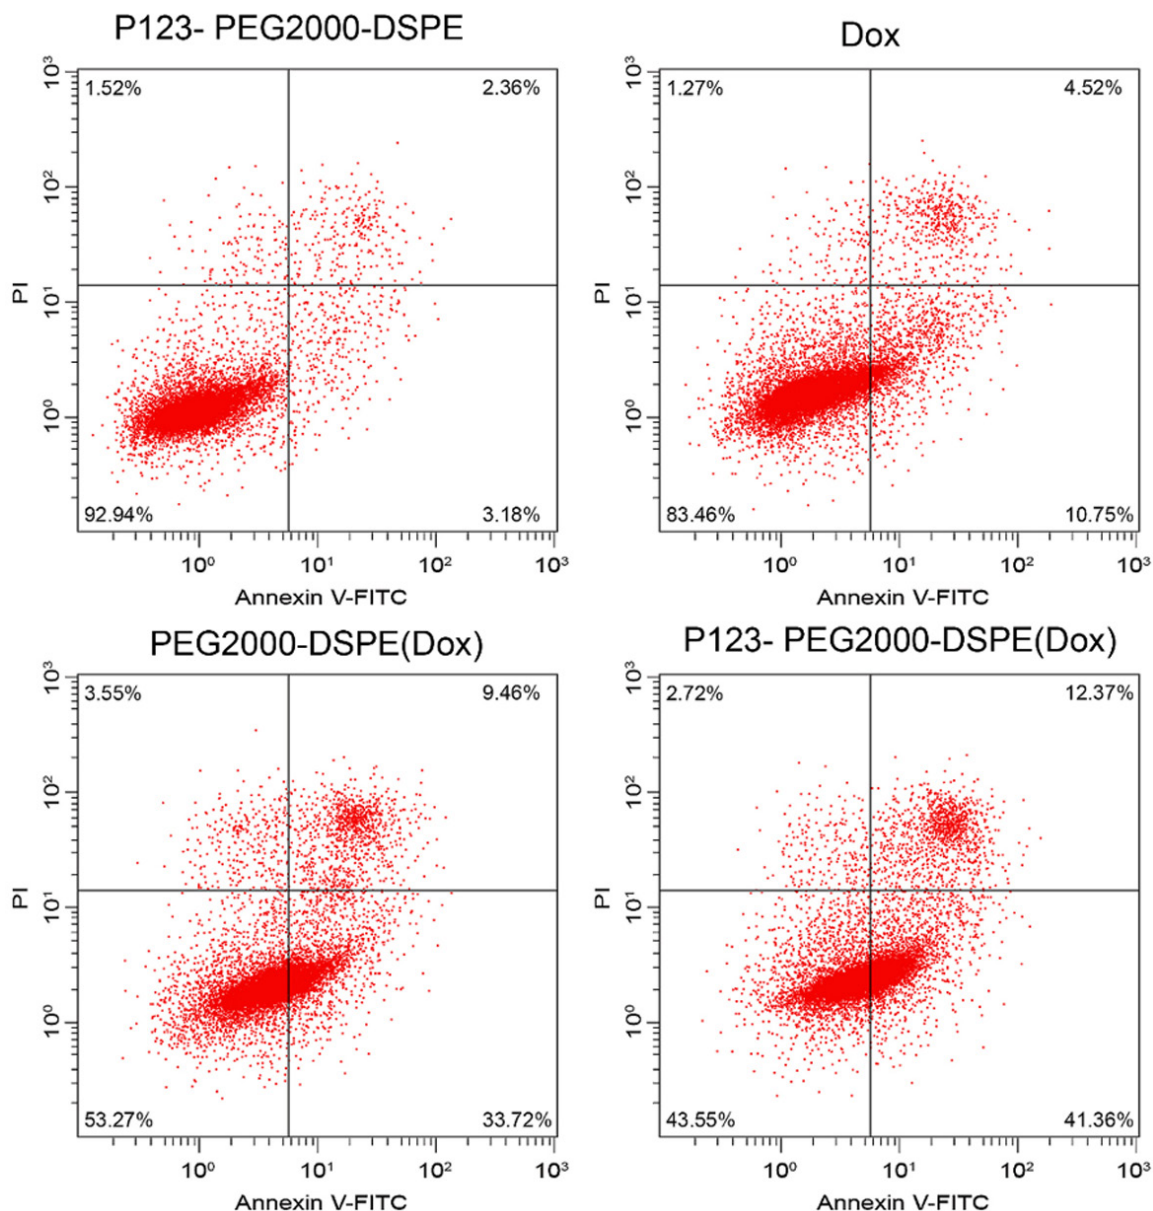 P123- PEG2000-DSPE
10³
1.52%
2.36%
10²
PI
10¹
10⁰
92.94%
3.18%
10⁰ 10¹ 10² 10³
Annexin V-FITC
Dox
10³
1.27%
4.52%
10²
PI
10¹
10⁰
83.46%
10.75%
10⁰ 10¹ 10² 10³
Annexin V-FITC
PEG2000-DSPE(Dox)
10³
3.55%
9.46%
10²
PI
10¹
10⁰
53.27%
33.72%
10⁰ 10¹ 10² 10³
Annexin V-FITC
P123- PEG2000-DSPE(Dox)
10³
2.72%
12.37%
10²
PI
10¹
10⁰
43.55%
41.36%
10⁰ 10¹ 10² 10³
Annexin V-FITC